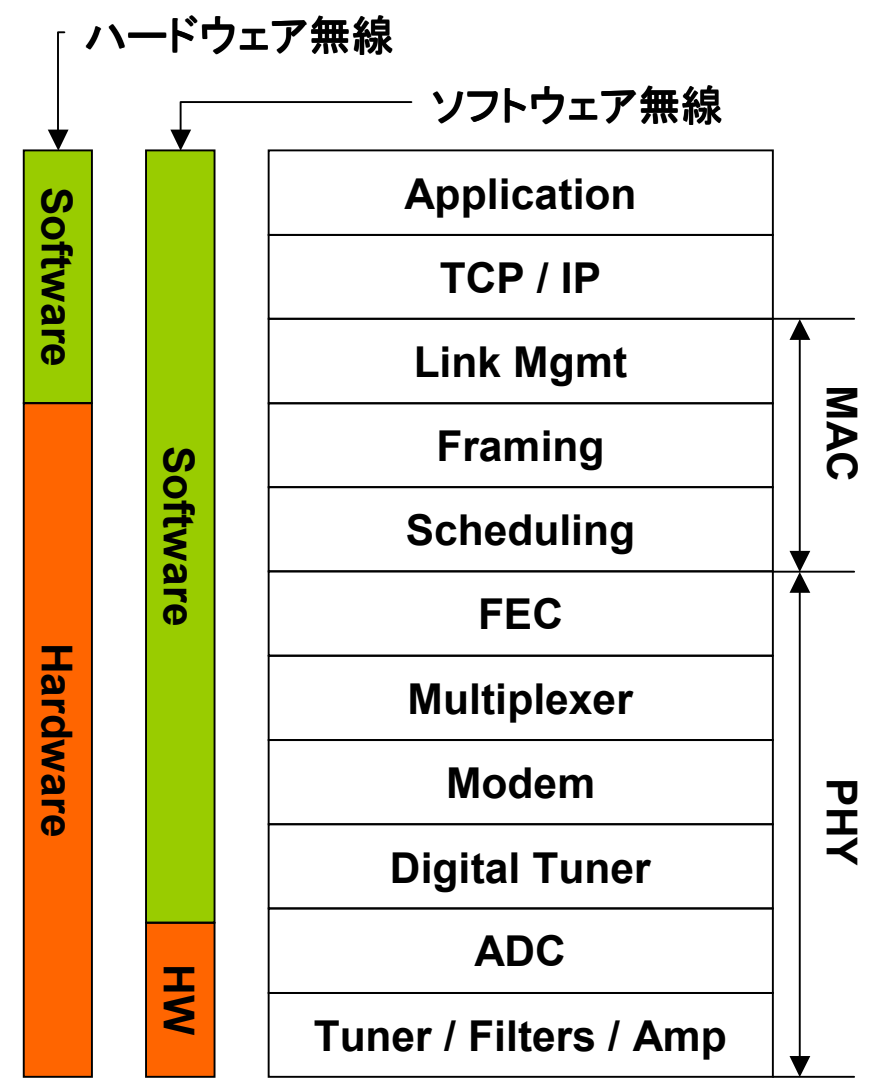 ハードウェア無線
ソフトウェア無線
Software
Hardware
Software
HW
Application
TCP / IP
Link Mgmt
Framing
Scheduling
FEC
Multiplexer
Modem
Digital Tuner
ADC
Tuner / Filters / Amp
MAC
PHY